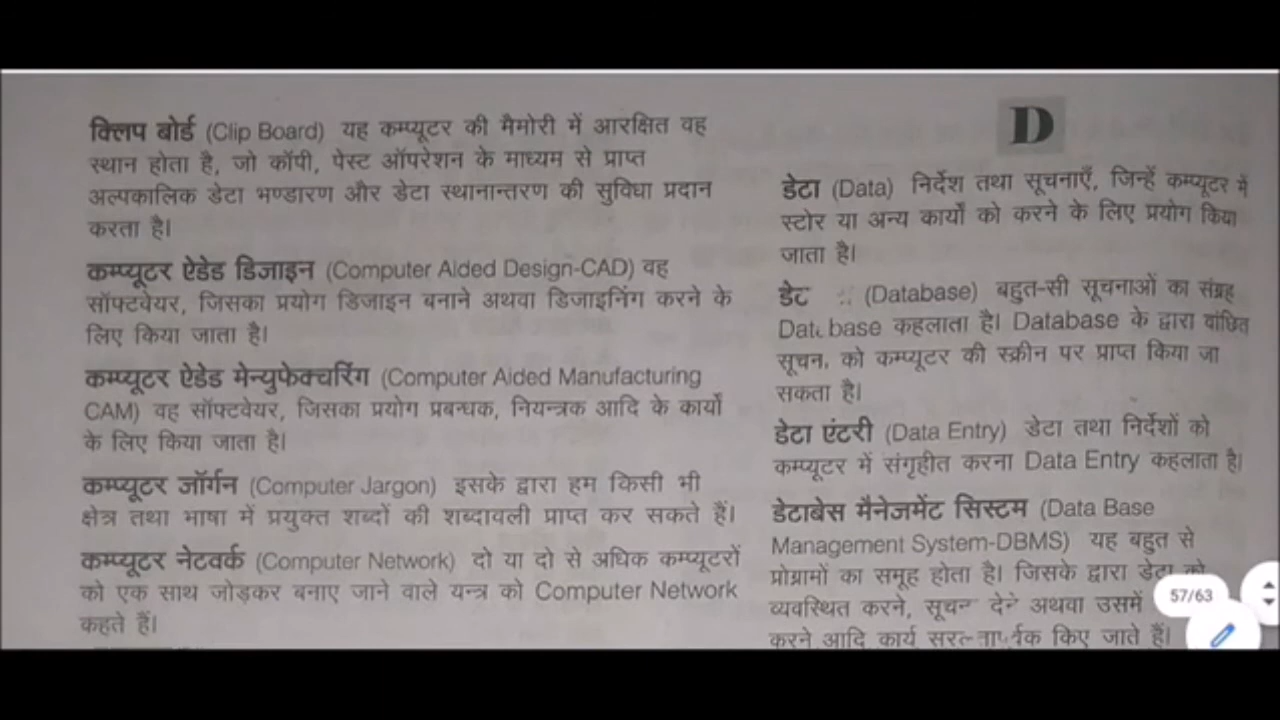 क्लिप बोर्ड (Clip Board) यह कम्प्यूटर की मैमोरी में आरक्षित वह
स्थान होता है, जो कॉपी, पेस्ट ऑपरेशन के माध्यम से प्राप्त
अल्पकालिक डेटा भण्डारण और डेटा स्थानान्तरण की सुविधा प्रदान
करता है।
कम्प्यूटर ऐडेड डिजाइन (Computer Aided Design-CAD) वह
सॉफ्टवेयर, जिसका प्रयोग डिजाइन बनाने अथवा डिजाइनिंग करने के
लिए किया जाता है।
कम्प्यूटर ऐडेड मेन्युफेक्चरिंग (Computer Aided Manufacturing
CAM) वह सॉफ्टवेयर, जिसका प्रयोग प्रबन्धक, नियन्त्रक आदि के कार्यों
के लिए किया जाता है।
कम्प्यूटर जॉर्गन (Computer Jargon) इसके द्वारा हम किसी भी
क्षेत्र तथा भाषा में प्रयुक्त शब्दों की शब्दावली प्राप्त कर सकते हैं।
कम्प्यूटर नेटवर्क (Computer Network) दो या दो से अधिक कम्प्यूटरों
को एक साथ जोड़कर बनाए जाने वाले यन्त्र को Computer Network
कहते हैं।
D
डेटा (Data) निर्देश तथा सूचनाएँ, जिन्हें कम्प्यूटर में
स्टोर या अन्य कार्यों को करने के लिए प्रयोग किया
जाता है।
(Database) बहुत-सी सूचनाओं का संग्रह
कहलाता है। Database के द्वारा वांछित
को कम्प्यूटर की स्क्रीन पर प्राप्त किया जा
सकता है।
डेटा एंटरी (Data Entry) डेटा तथा निर्देशों को
कम्प्यूटर में संगृहीत करना Data Entry कहलाता है।
डेटाबेस मैनेजमेंट सिस्टम (Data Base
Management System-DBMS) यह बहुत से
प्रोग्रामों का समूह होता है। जिसके द्वारा डेटा को
व्यवस्थित करने, अथवा उसमें
करने आदि कार्य किए जाते हैं।
57/63